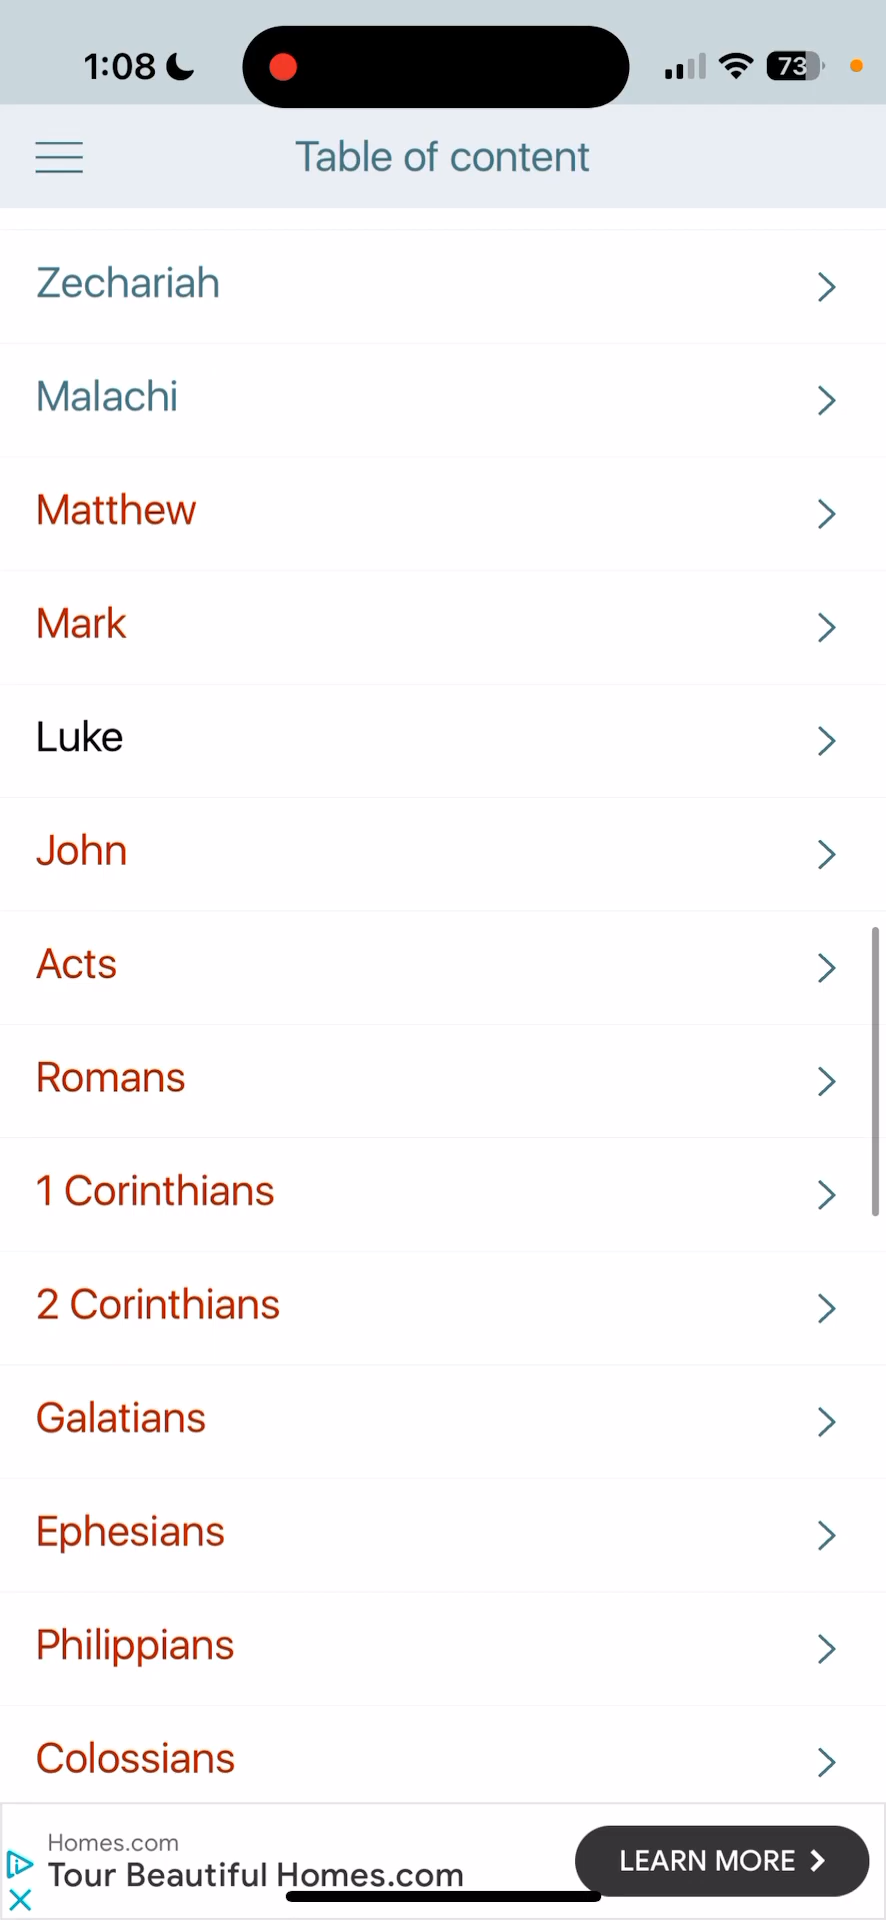 1:08
73
Table of content
Zechariah
Malachi
Matthew
Mark
Luke
John
Acts
Romans
1 Corinthians
2 Corinthians
Galatians
Ephesians
Philippians
Colossians
Homes.com
Tour Beautiful Homes.com
LEARN MORE